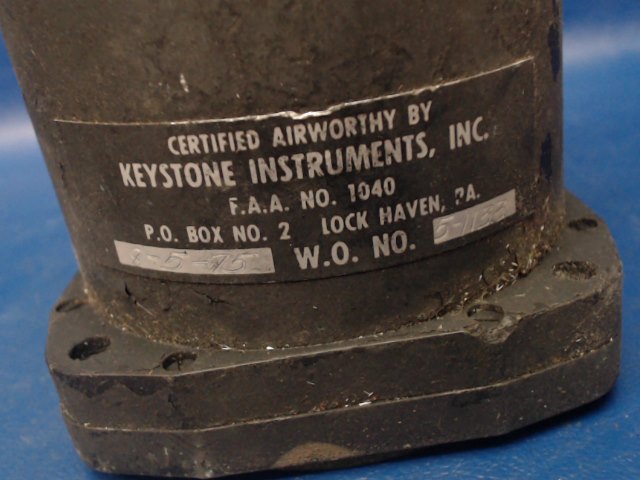 CERTIFIED AIRWORTHY BY
KEYSTONE INSTRUMENTS, INC.
F.A.A. NO. 1040
P.O. BOX NO. 2 LOCK HAVEN, PA.
W.O. NO.